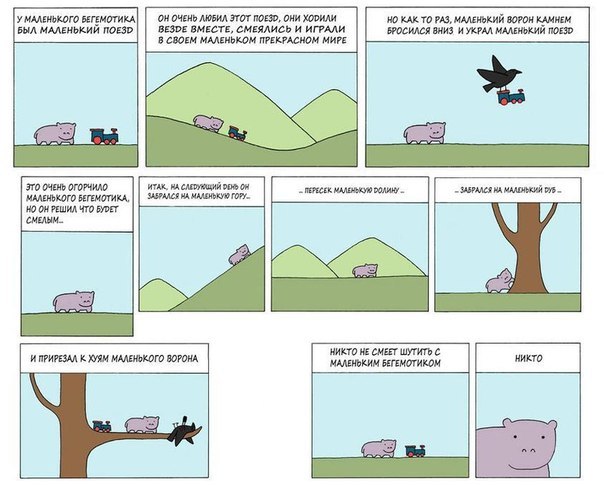 У МАЛЕНЬКОГО БЕГЕМОТИКА
БЫЛ МАЛЕНЬКИЙ ПОЕЗД
ОН ОЧЕНЬ ЛЮБИЛ ЭТОТ ПОЕЗД, ОНИ ХОДИЛИ
ВЕЗДЕ ВМЕСТЕ, СМЕЯЛИСЬ И ИГРАЛИ
В СВОЕМ МАЛЕНЬКОМ ПРЕКРАСНОМ МИРЕ
НО КАК ТО РАЗ, МАЛЕНЬКИЙ ВОРОН КАМНЕМ
БРОСИЛСЯ ВНИЗ И УКРАЛ МАЛЕНЬКИЙ ПОЕЗД
ЭТО ОЧЕНЬ ОГОРЧИЛО
МАЛЕНЬКОГО БЕГЕМОТИКА,
НО ОН РЕШИЛ ЧТО БУДЕТ
СМЕЛЫМ...
ИТАК, НА СЛЕДУЮЩИЙ DЕНЬ ОН
ЗАБРАЛСЯ НА МАЛЕНЬКУЮ ГОРУ...
... ПЕРЕСЕК МАЛЕНЬКУЮ DОЛИНУ ...
... ЗАБРАЛСЯ НА МАЛЕНЬКИЙ DУБ ...
И ПРИРЕЗАЛ К ХУЯМ МАЛЕНЬКОГО ВОРОНА
НИКТО НЕ СМЕЕТ ШУТИТЬ С
МАЛЕНЬКИМ БЕГЕМОТИКОМ
НИКТО